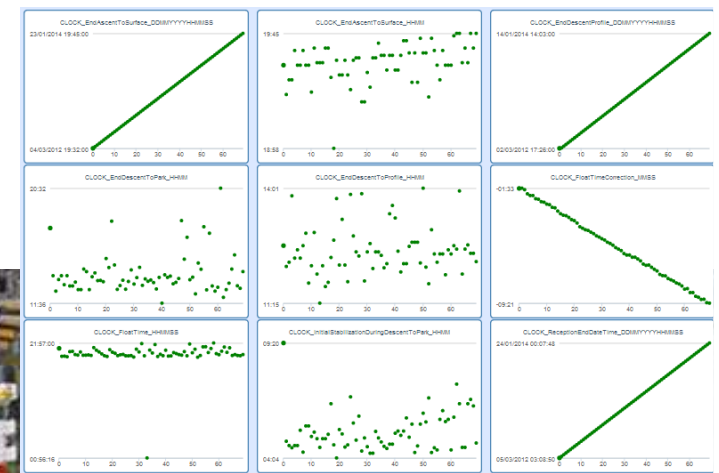 CLOCK_EndAscentToSurface_DDMMYYYYHHMMSS
23/01/2014 19:48:00
04/03/2012 19:32:00
0 10 20 30 40 50 60
CLOCK_EndAscentToSurface_HHMM
19:48
18:58
0 10 20 30 40 50 60
CLOCK_EndDescentProfile_DDMMYYYYHHMMSS
14/01/2014 14:03:00
02/03/2012 17:26:00
0 10 20 30 40 50 60
CLOCK_EndDescentToPark_HHMM
20:32
11:36
0 10 20 30 40 50 60
CLOCK_EndDescentToProfile_HHMM
14:01
11:15
0 10 20 30 40 50 60
CLOCK_FloatTimeCorrection_MMSS
-01:33
-09:21
0 10 20 30 40 50 60
CLOCK_FloatTime_HHMMSS
21:57:00
00:56:16
0 10 20 30 40 50 60
CLOCK_InitialStabilizationDuringDescentToPark_HHMM
09:20
04:04
0 10 20 30 40 50 60
CLOCK_ReceptionEndDateTime_DDMMYYYYHHMMSS
24/01/2014 00:07:48
05/03/2012 03:08:50
0 10 20 30 40 50 60